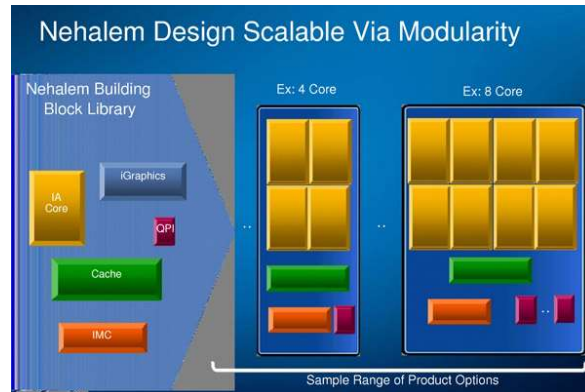 Nehalem Design Scalable Via Modularity
Nehalem Building
Block Library
Ex: 4 Core
Ex: 8 Core
iGraphics
IA
Core
QPI
Cache
IMC
..
..
..
Sample Range of Product Options